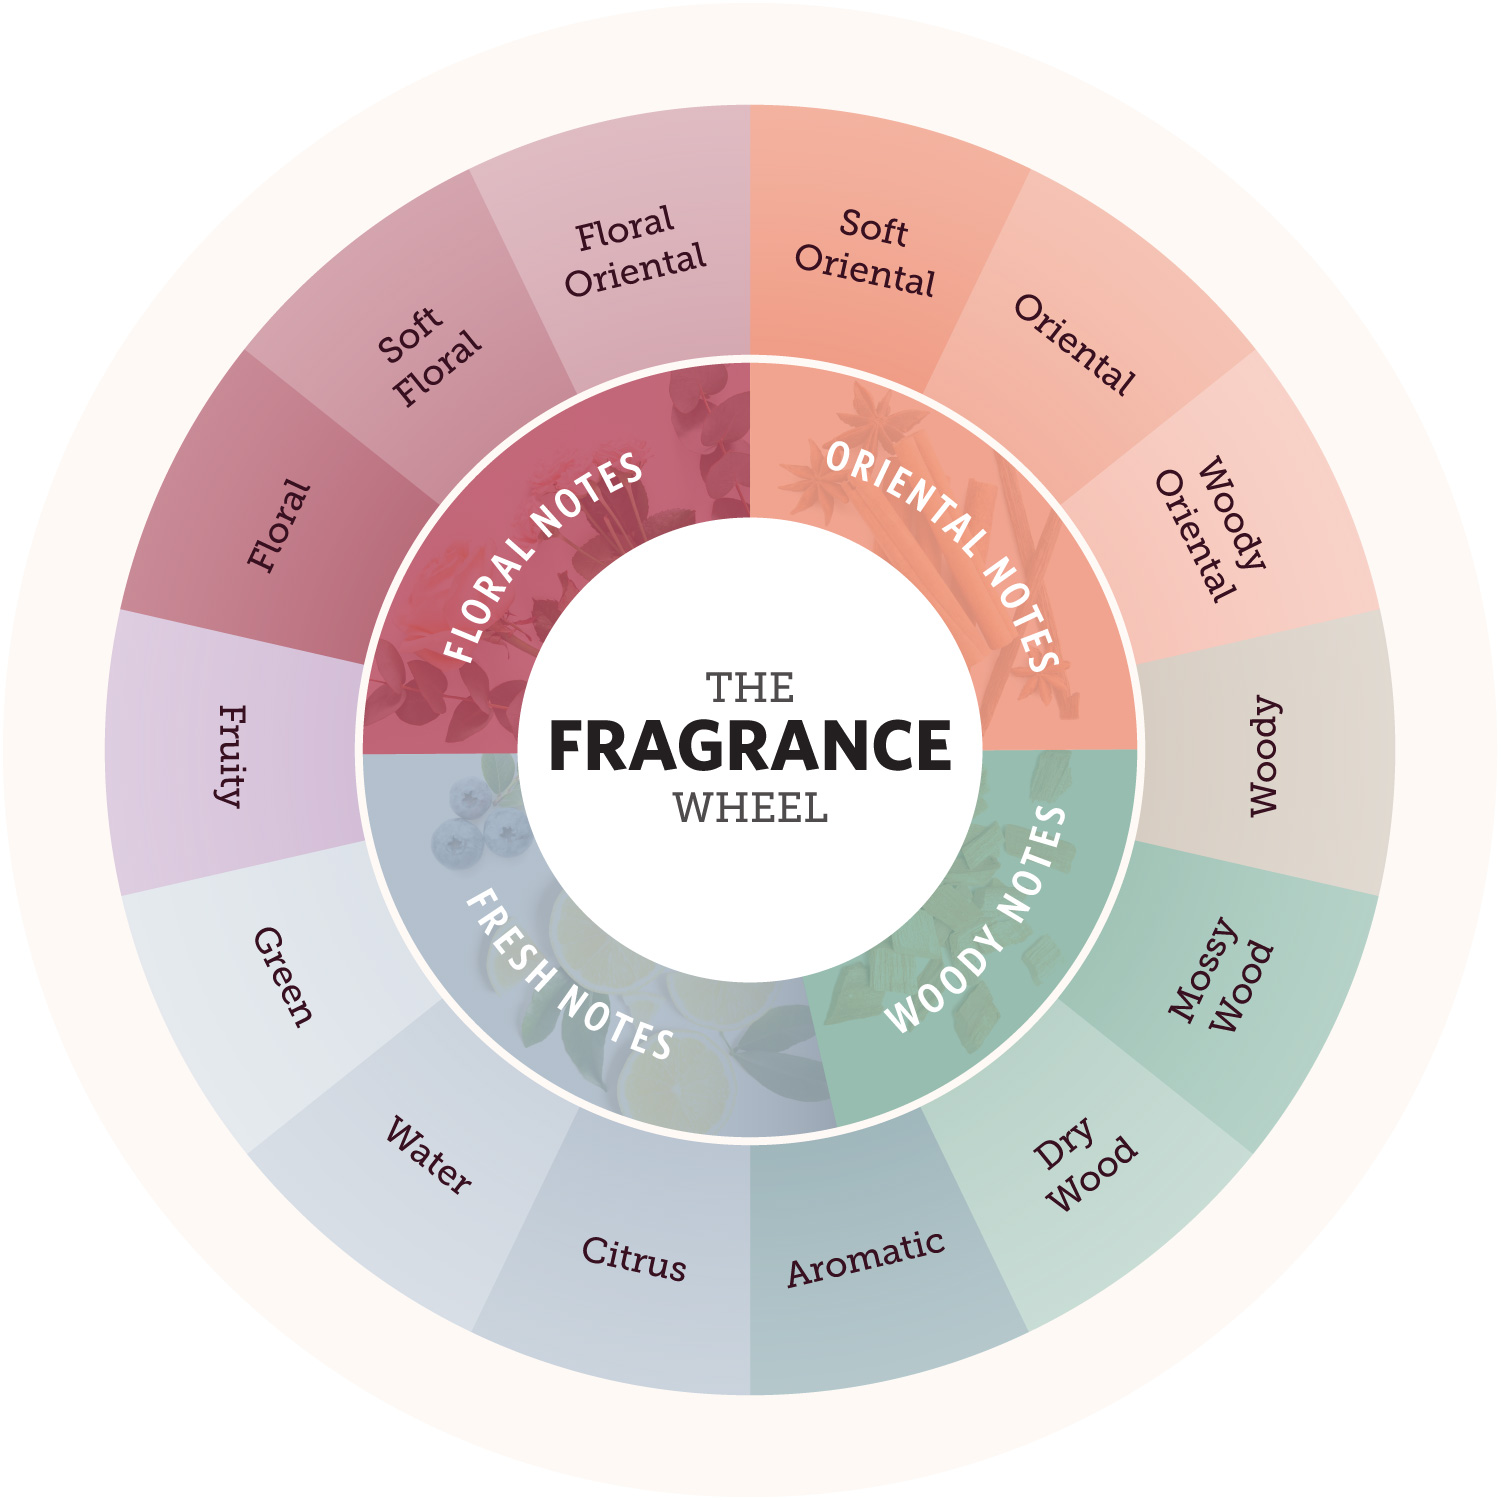 THE
FRAGRANCE
WHEEL
FLORAL NOTES
ORIENTAL NOTES
WOODY NOTES
FRESH NOTES
Floral
Oriental
Soft
Oriental
Oriental
Woody
Oriental
Woody
Mossy
Wood
Dry
Wood
Aromatic
Citrus
Water
Green
Fruity
Floral
Soft
Floral